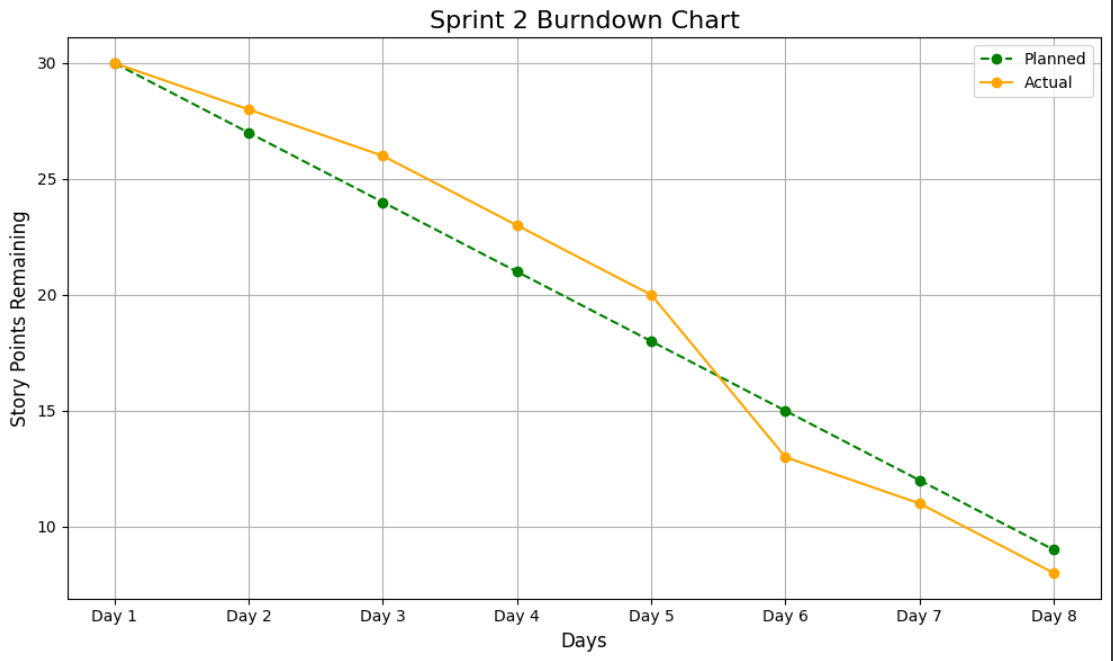 Sprint 2 Burndown Chart
Planned
Actual
Story Points Remaining
30
25
20
15
10
Day 1 Day 2 Day 3 Day 4 Day 5 Day 6 Day 7 Day 8
Days